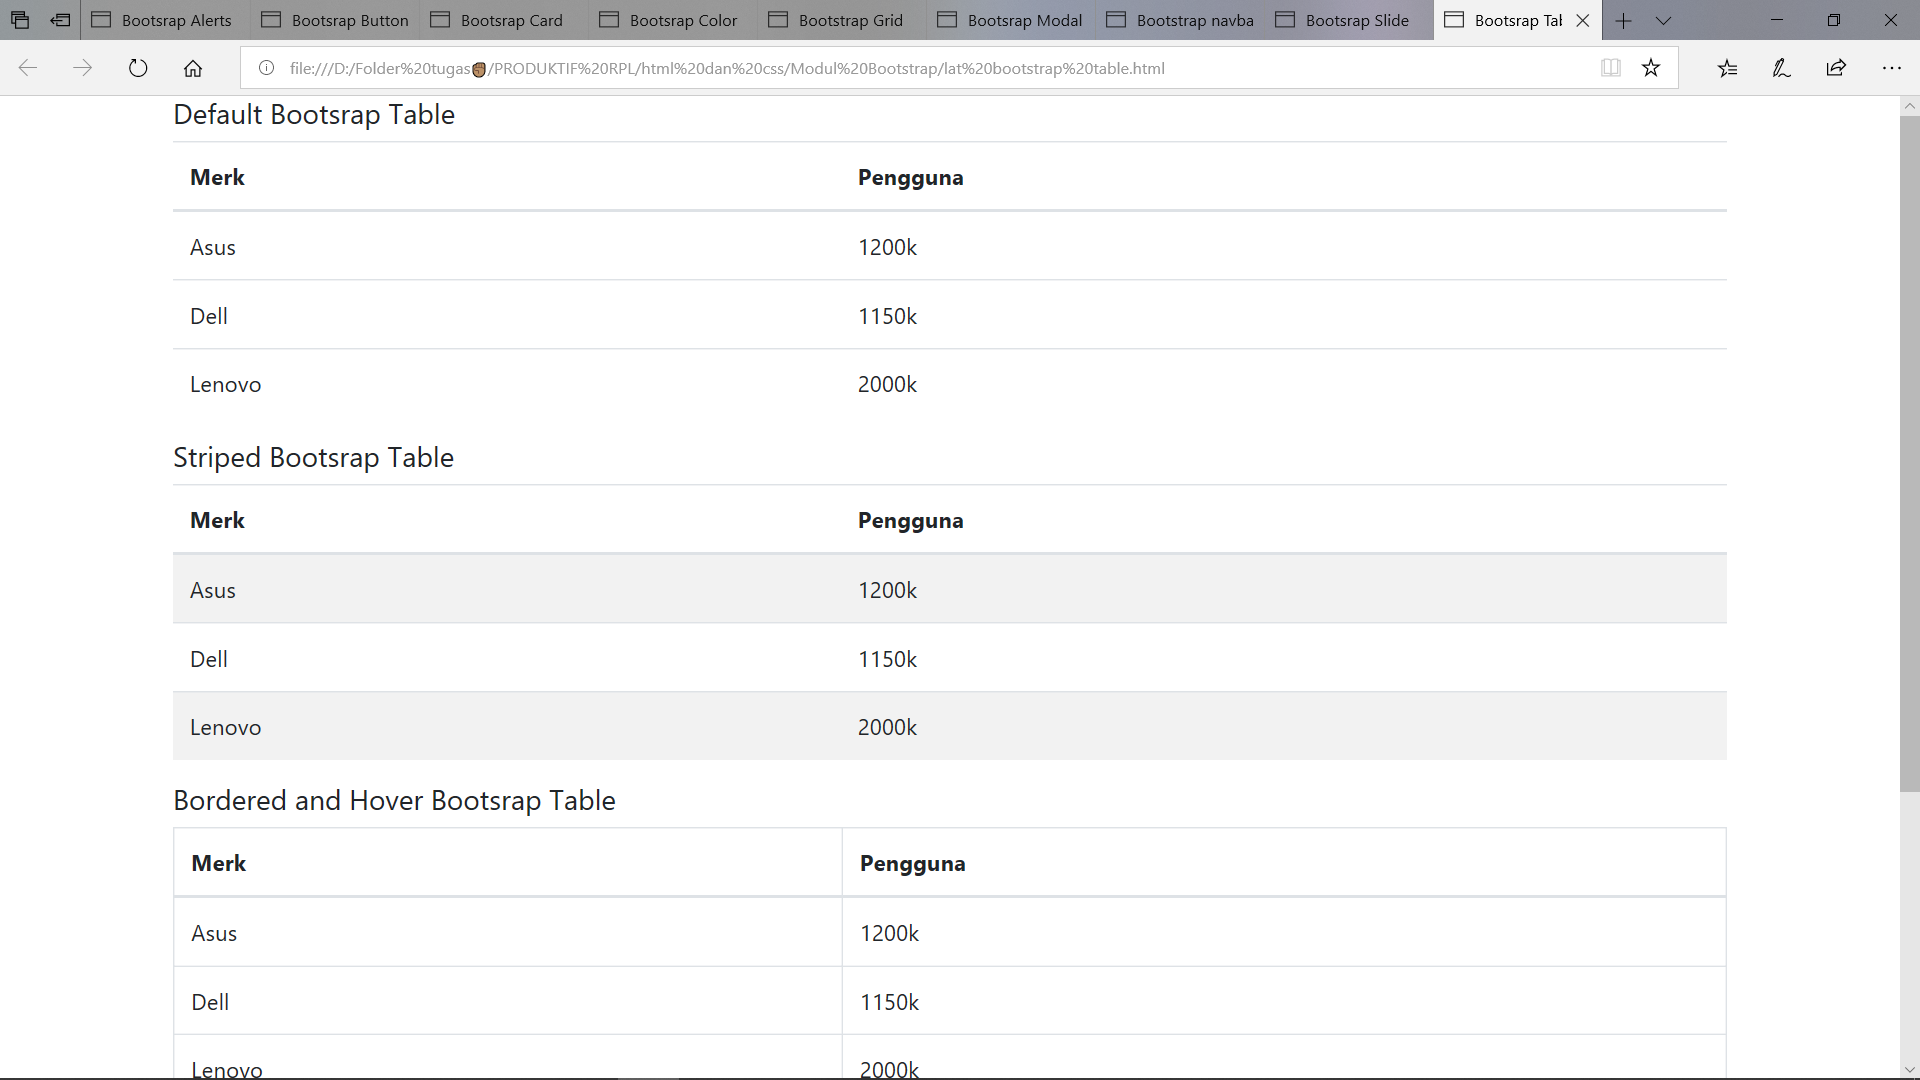 Bootsrap Alerts Bootsrap Button Bootsrap Card Bootsrap Color Bootstrap Grid Bootsrap Modal Bootstrap navba Bootsrap Slide Bootsrap Tal
file:///D:/Folder%20tugas✊🏾/PRODUKTIF%20RPL/html%20dan%20css/Modul%20Bootstrap/lat%20bootstrap%20table.html
Default Bootsrap Table
Merk Pengguna
Asus 1200k
Dell 1150k
Lenovo 2000k
Striped Bootsrap Table
Merk Pengguna
Asus 1200k
Dell 1150k
Lenovo 2000k
Bordered and Hover Bootsrap Table
Merk Pengguna
Asus 1200k
Dell 1150k
Lenovo 2000k